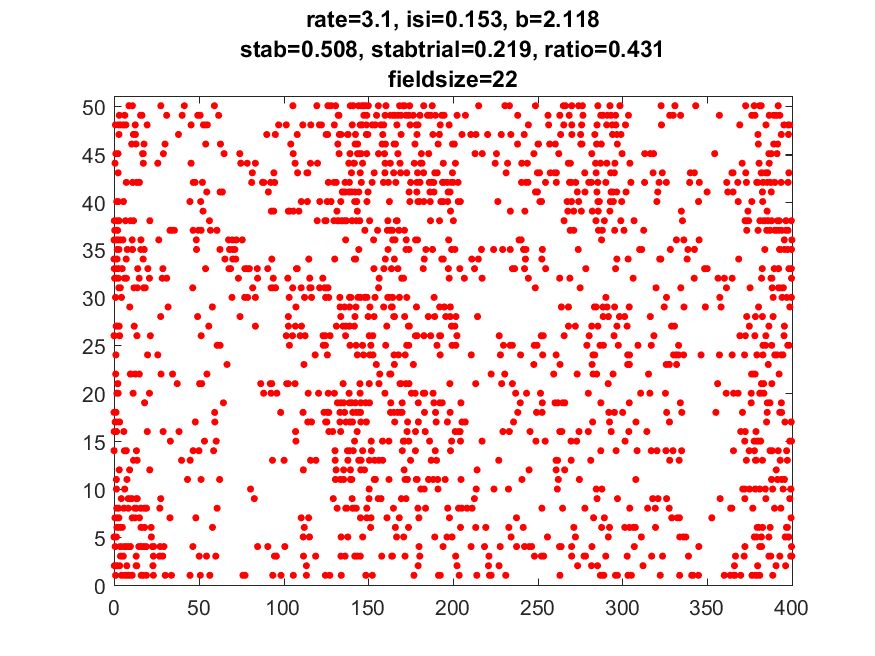 rate=3.1, isi=0.153, b=2.118
stab=0.508, stabtrial=0.219, ratio=0.431
fieldsize=22
50
45
40
35
30
25
20
15
10
5
0
0 50 100 150 200 250 300 350 400